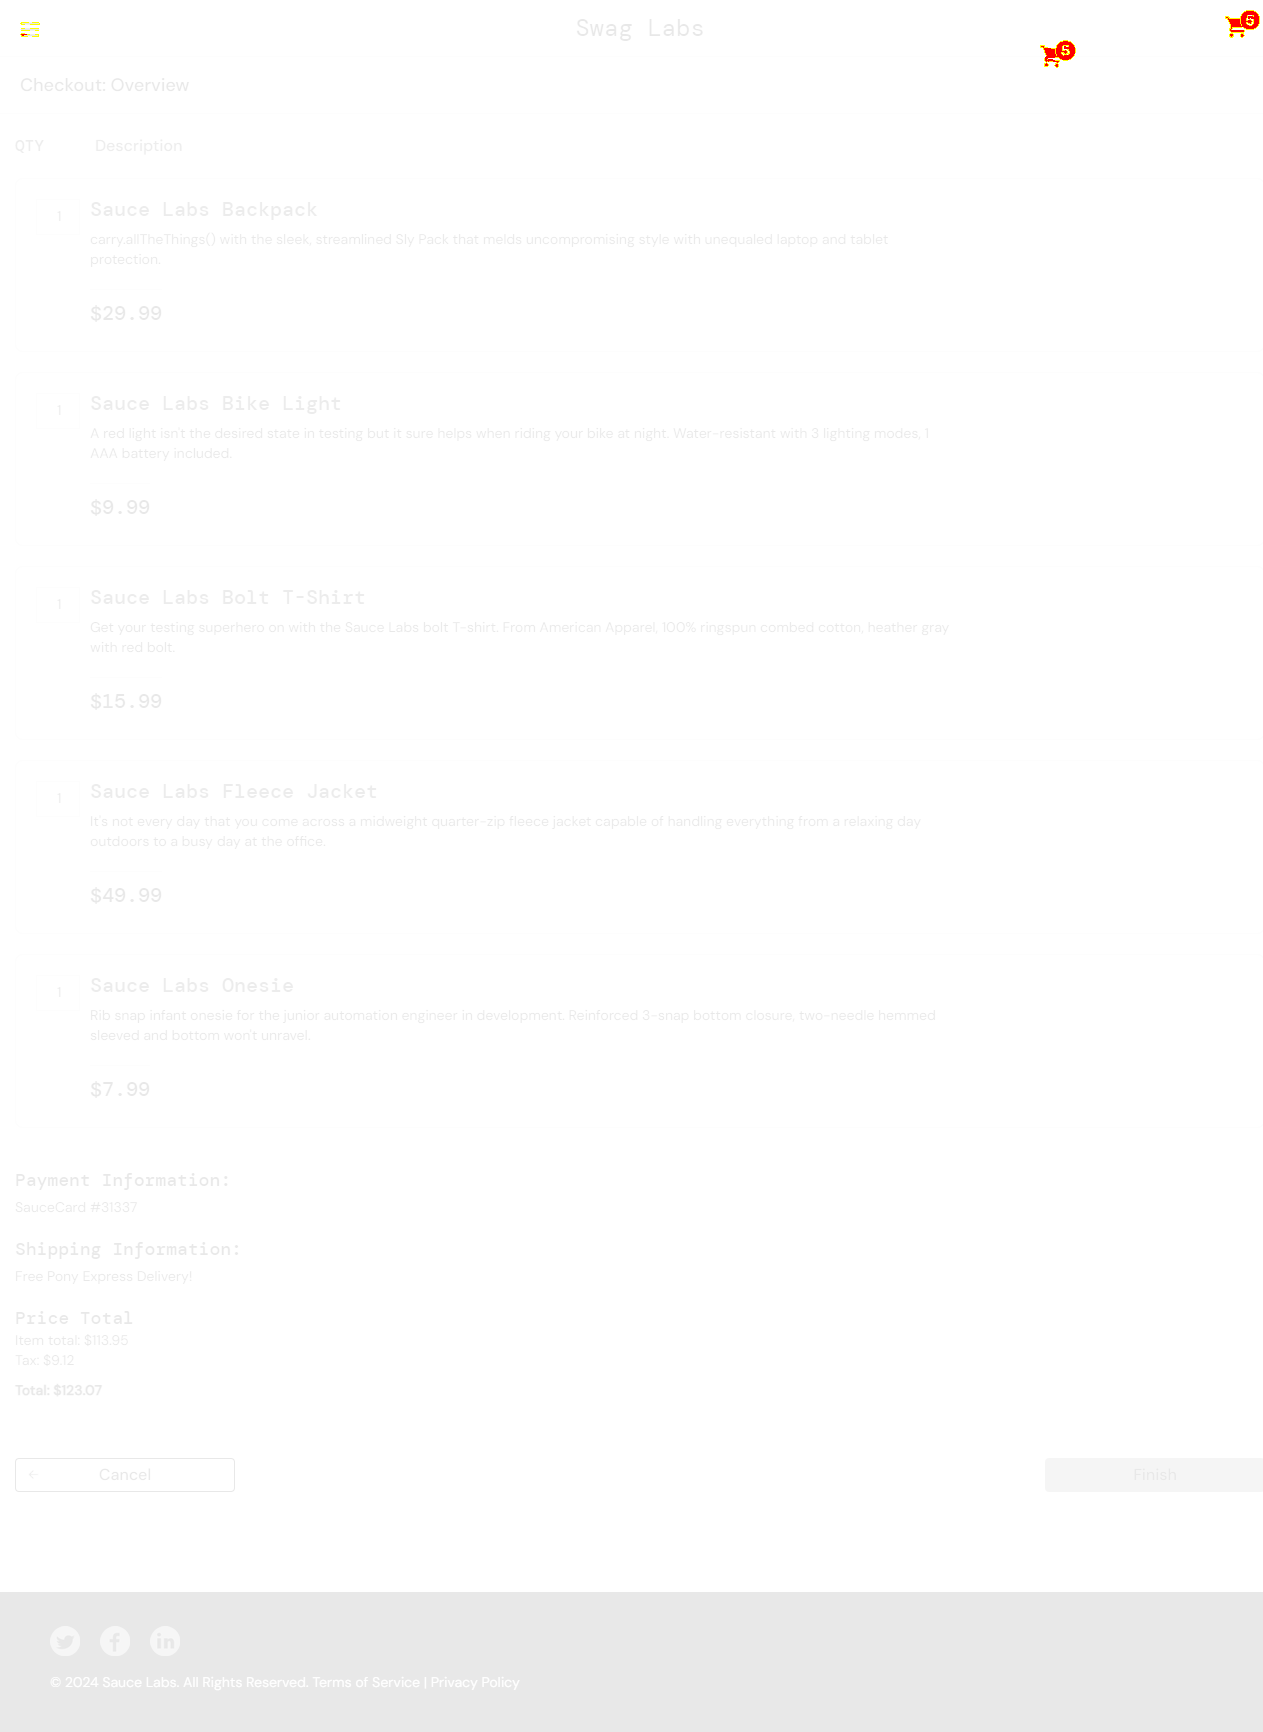 Swag Labs
5
5
Checkout: Overview
QTY Description
1 Sauce Labs Backpack
carry.allTheThings() with the sleek, streamlined Sly Pack that melds uncompromising style with unequaled laptop and tablet
protection.
$29.99
1 Sauce Labs Bike Light
A red light isn't the desired state in testing but it sure helps when riding your bike at night. Water-resistant with 3 lighting modes, 1
AAA battery included.
$9.99
1 Sauce Labs Bolt T-Shirt
Get your testing superhero on with the Sauce Labs bolt T-shirt. From American Apparel, 100% ringspun combed cotton, heather gray
with red bolt.
$15.99
1 Sauce Labs Fleece Jacket
It's not every day that you come across a midweight quarter-zip fleece jacket capable of handling everything from a relaxing day
outdoors to a busy day at the office.
$49.99
1 Sauce Labs Onesie
Rib snap infant onesie for the junior automation engineer in development. Reinforced 3-snap bottom closure, two-needle hemmed
sleeved and bottom won't unravel.
$7.99
Payment Information:
SauceCard #31337
Shipping Information:
Free Pony Express Delivery!
Price Total
Item total: $113.95
Tax: $9.12
Total: $123.07
Cancel Finish
© 2024 Sauce Labs. All Rights Reserved. Terms of Service | Privacy Policy